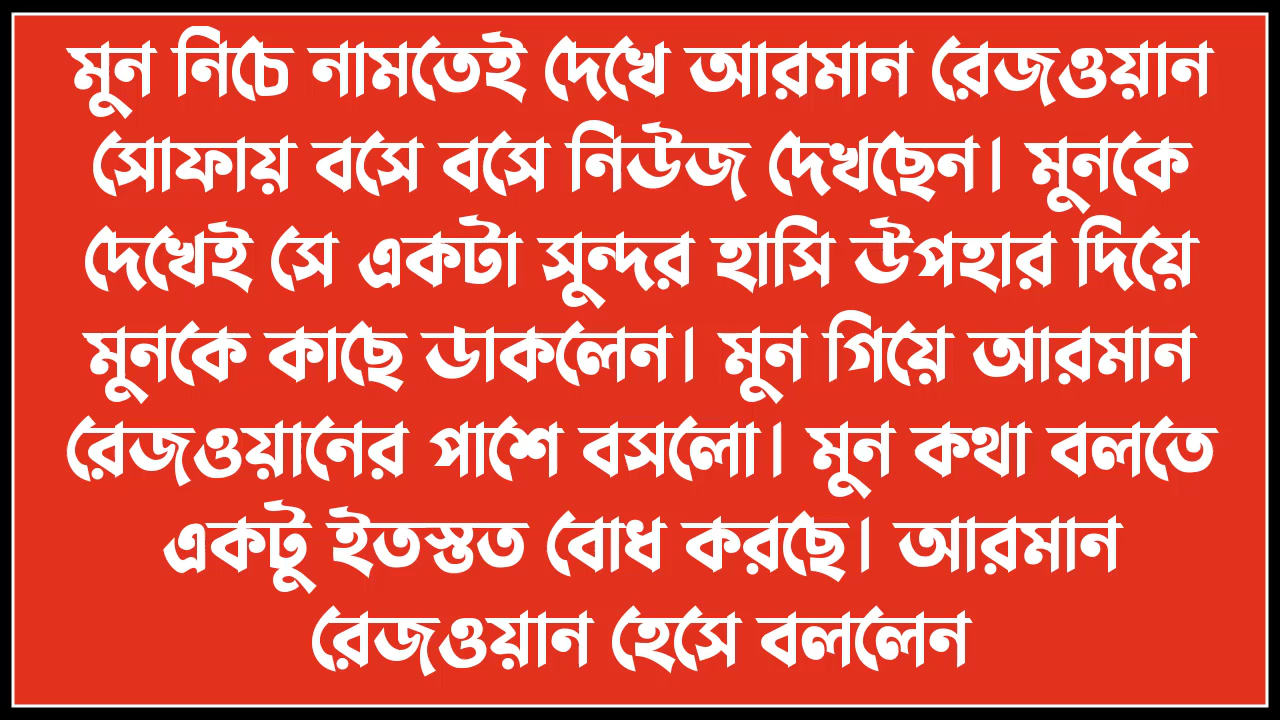 মুন নিচে নামতেই দেখে আরমান রেজওয়ান
সোফায় বসে বসে নিউজ দেখছেন। মুনকে
দেখেই সে একটা সুন্দর হাসি উপহার দিয়ে
মুনকে কাছে ডাকলেন। মুন গিয়ে আরমান
রেজওয়ানের পাশে বসলো। মুন কথা বলতে
একটু ইতস্তত বোধ করছে। আরমান
রেজওয়ান হেসে বললেন